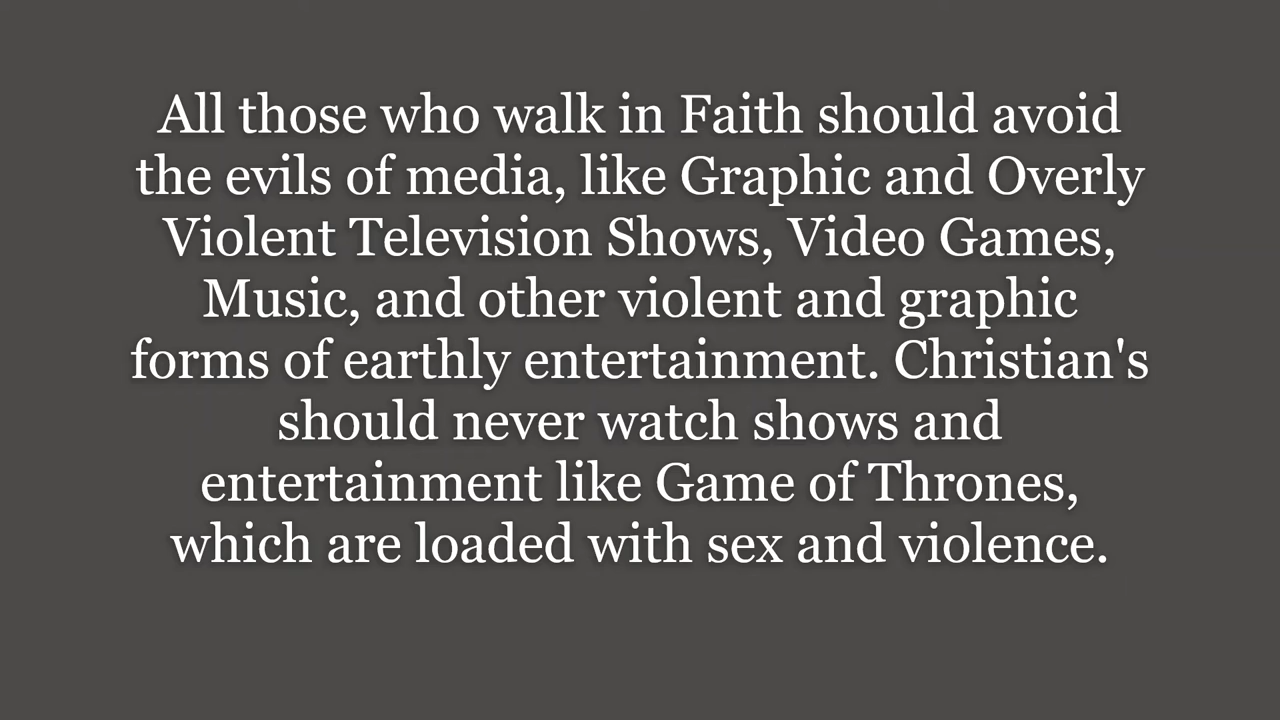 All those who walk in Faith should avoid
the evils of media, like Graphic and Overly
Violent Television Shows, Video Games,
Music, and other violent and graphic
forms of earthly entertainment. Christian's
should never watch shows and
entertainment like Game of Thrones,
which are loaded with sex and violence.